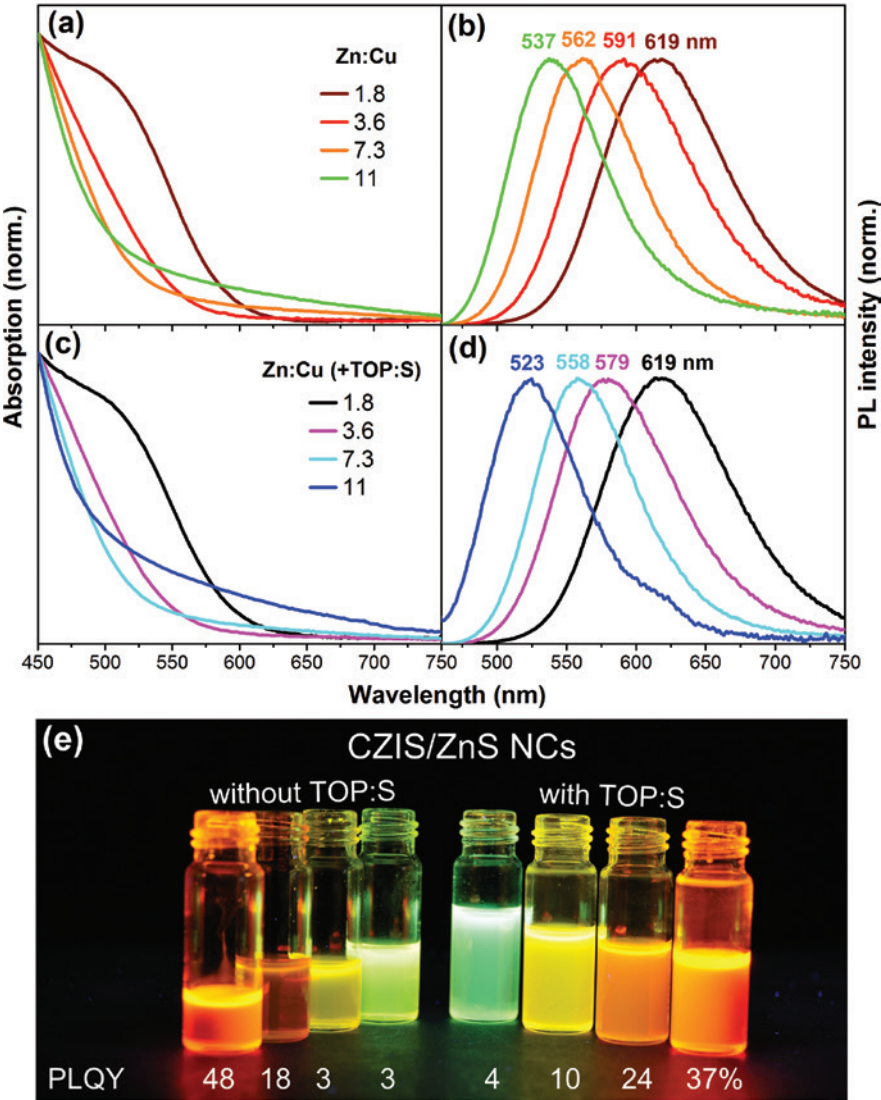 (a)
Zn:Cu
1.8
3.6
7.3
11
(b)
537 562 591 619 nm
Absorption (norm.)
PL intensity (norm.)
(c)
Zn:Cu (+TOP:S)
1.8
3.6
7.3
11
(d)
523 558 579 619 nm
450 500 550 600 650 700 750 500 550 600 650 700 750
Wavelength (nm)
(e)
CZIS/ZnS NCs
without TOP:S with TOP:S
PLQY 48 18 3 3 4 10 24 37%